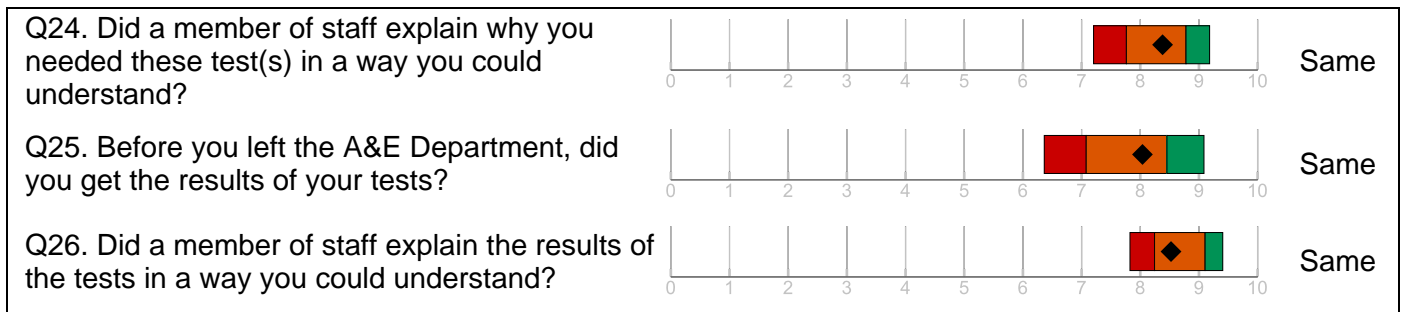 Q24. Did a member of staff explain why you
needed these test(s) in a way you could
understand?
0 1 2 3 4 5 6 7 8 9 10
Same
Q25. Before you left the A&E Department, did
you get the results of your tests?
0 1 2 3 4 5 6 7 8 9 10
Same
Q26. Did a member of staff explain the results of
the tests in a way you could understand?
0 1 2 3 4 5 6 7 8 9 10
Same